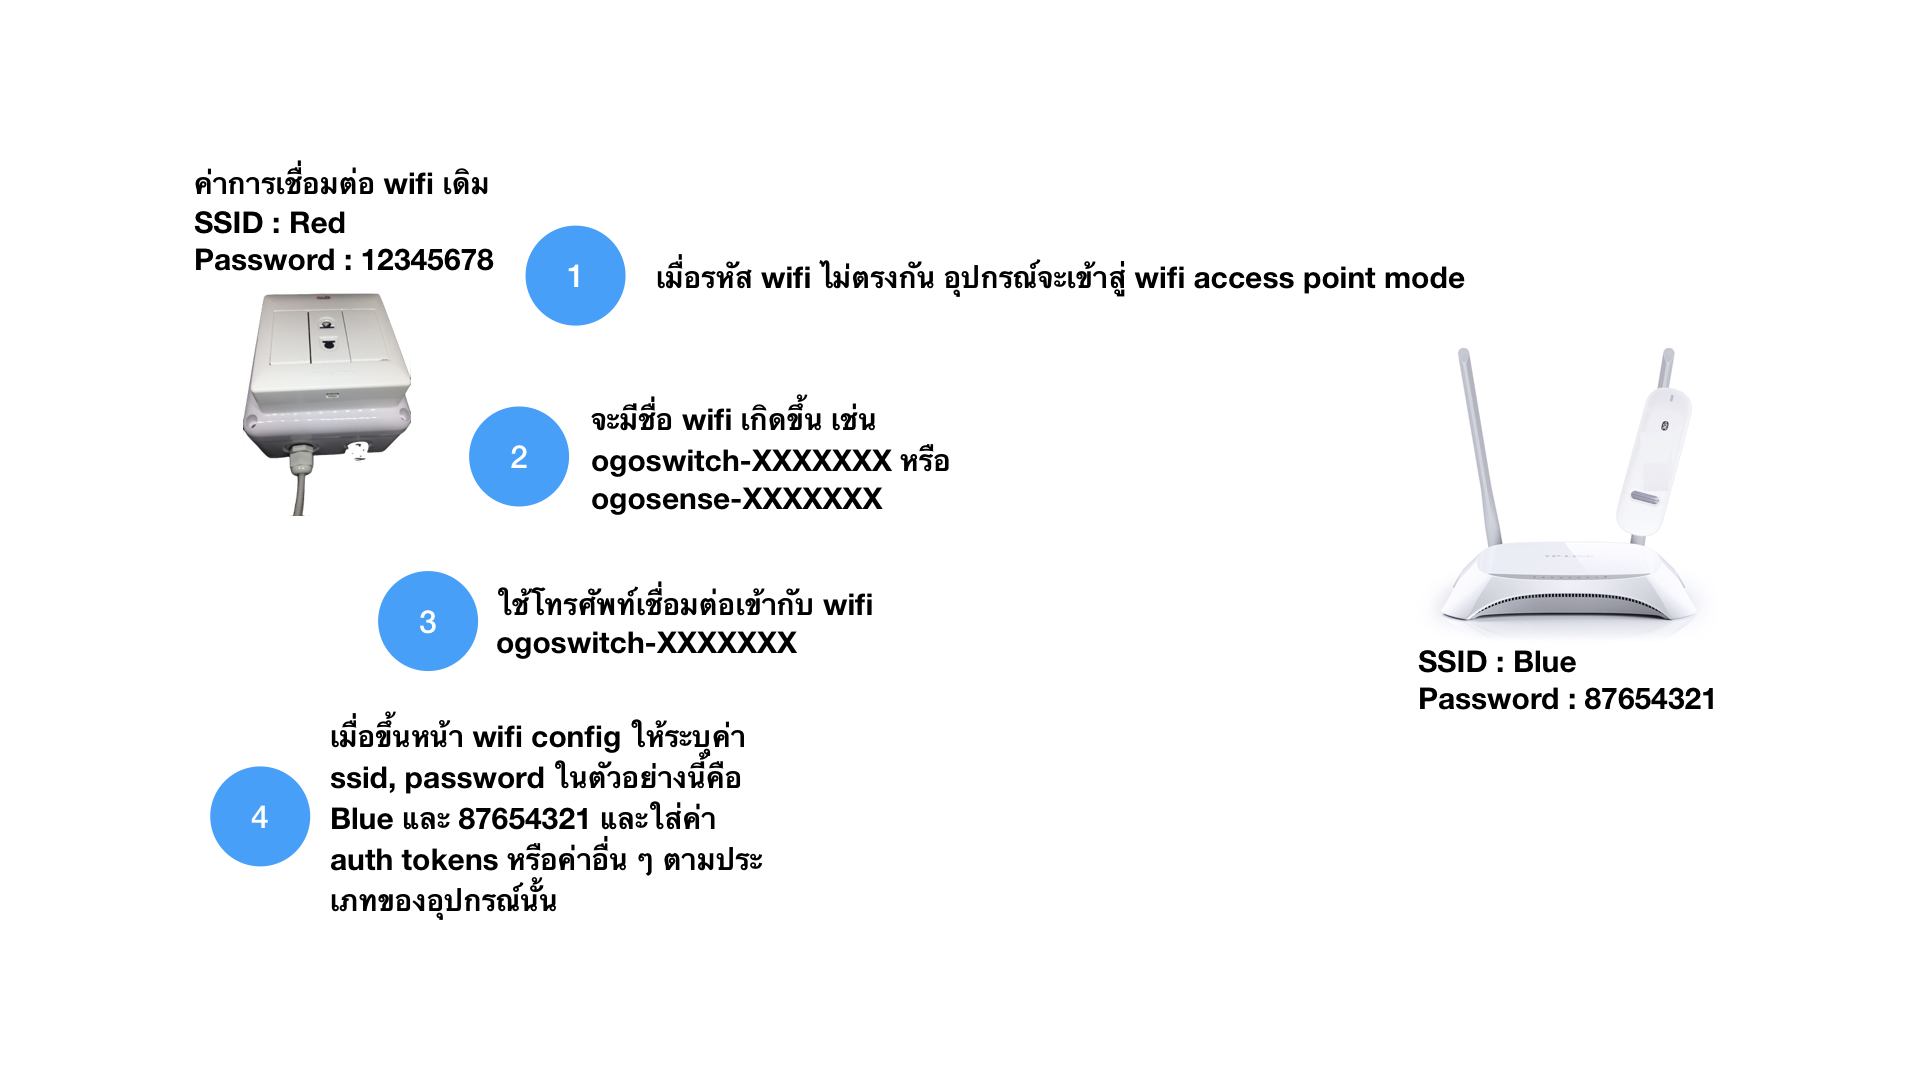 ค่าการเชื่อมต่อ wifi เดิม
SSID : Red
Password : 12345678
1
เมื่อรหัส wifi ไม่ตรงกัน อุปกรณ์จะเข้าสู่ wifi access point mode
2
จะมีชื่อ wifi เกิดขึ้น เช่น
ogoswitch-XXXXXXX หรือ
ogosense-XXXXXXX
3
ใช้โทรศัพท์เชื่อมต่อเข้ากับ wifi
ogoswitch-XXXXXXX
SSID : Blue
Password : 87654321
4
เมื่อขึ้นหน้า wifi config ให้ระบุค่า
ssid, password ในตัวอย่างนี้คือ
Blue และ 87654321 และใส่ค่า
auth tokens หรือค่าอื่น ๆ ตามประ
เภทของอุปกรณ์นั้น